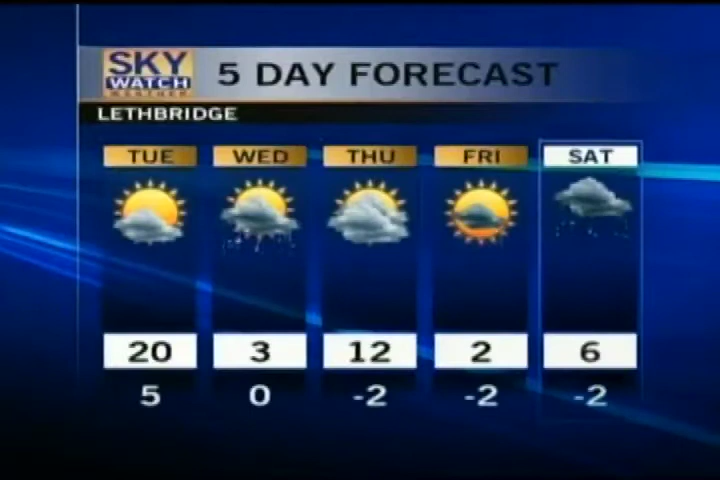 SKY
WATCH
WEATHER
5 DAY FORECAST
LETHBRIDGE
TUE WED THU FRI SAT
20 3 12 2 6
5 0 -2 -2 -2